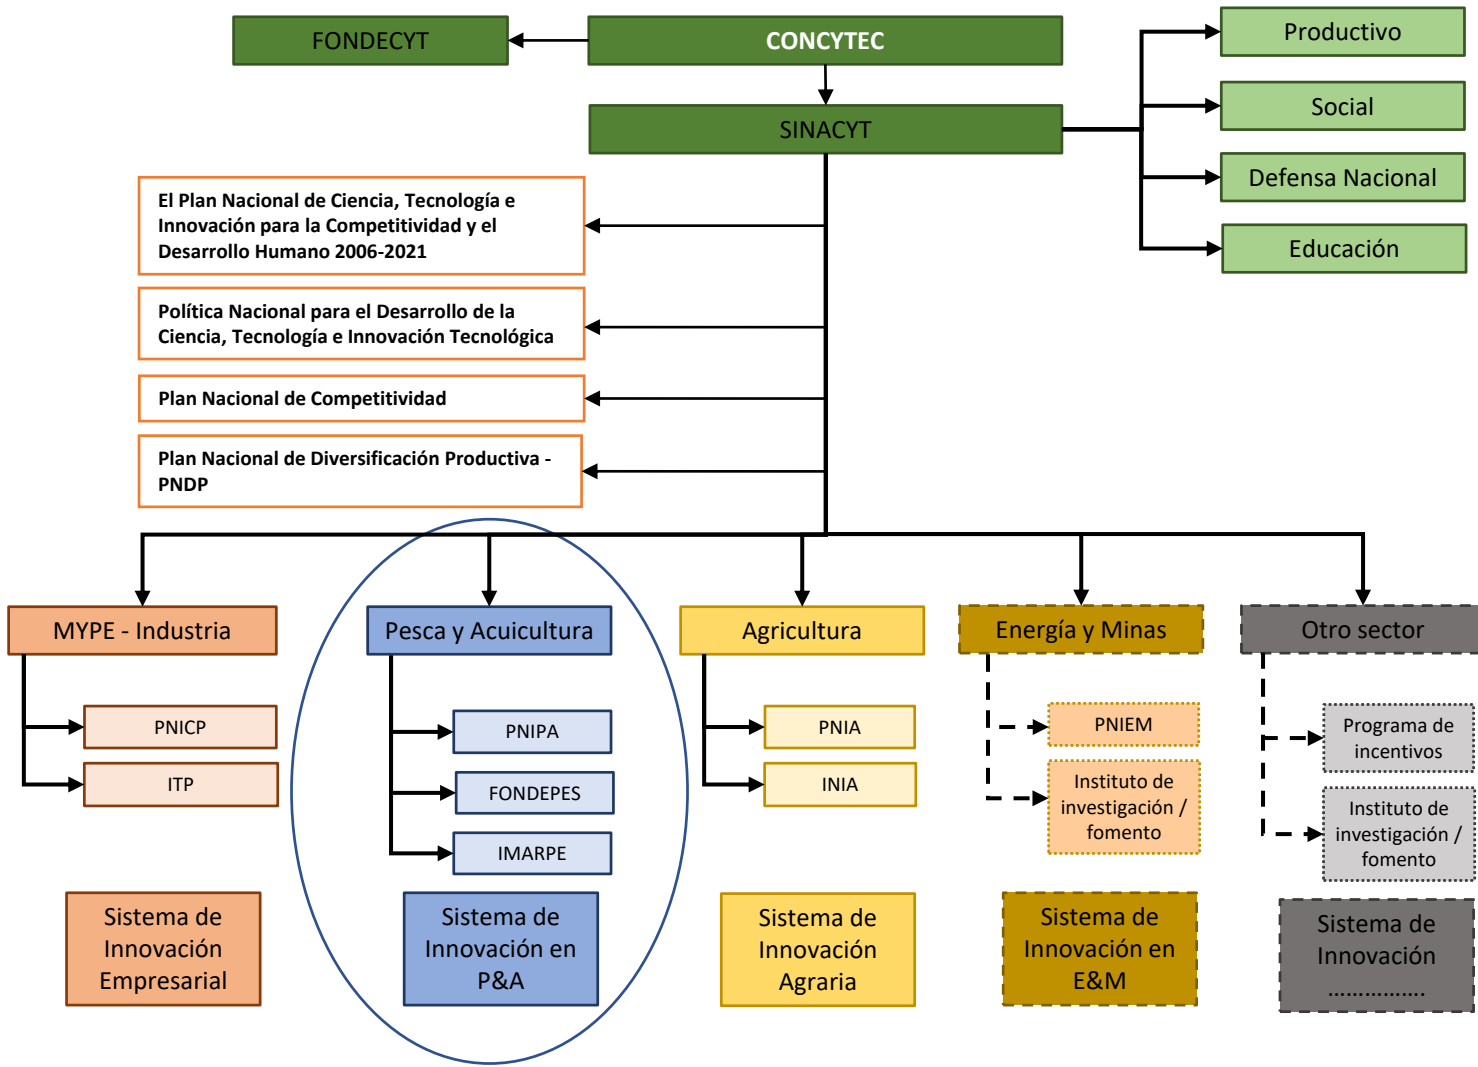 FONDECYT
CONCYTEC
Productivo
Social
SINACYT
Defensa Nacional
Educación
El Plan Nacional de Ciencia, Tecnología e
Innovación para la Competitividad y el
Desarrollo Humano 2006-2021
Política Nacional para el Desarrollo de la
Ciencia, Tecnología e Innovación Tecnológica
Plan Nacional de Competitividad
Plan Nacional de Diversificación Productiva -
PNDP
MYPE - Industria
PNICP
ITP
Sistema de
Innovación
Empresarial
Pesca y Acuicultura
PNIPA
FONDEPES
IMARPE
Sistema de
Innovación en
P&A
Agricultura
PNIA
INIA
Sistema de
Innovación
Agraria
Energía y Minas
PNIEM
Instituto de
investigación /
fomento
Sistema de
Innovación en
E&M
Otro sector
Programa de
incentivos
Instituto de
investigación /
fomento
Sistema de
Innovación
…………….